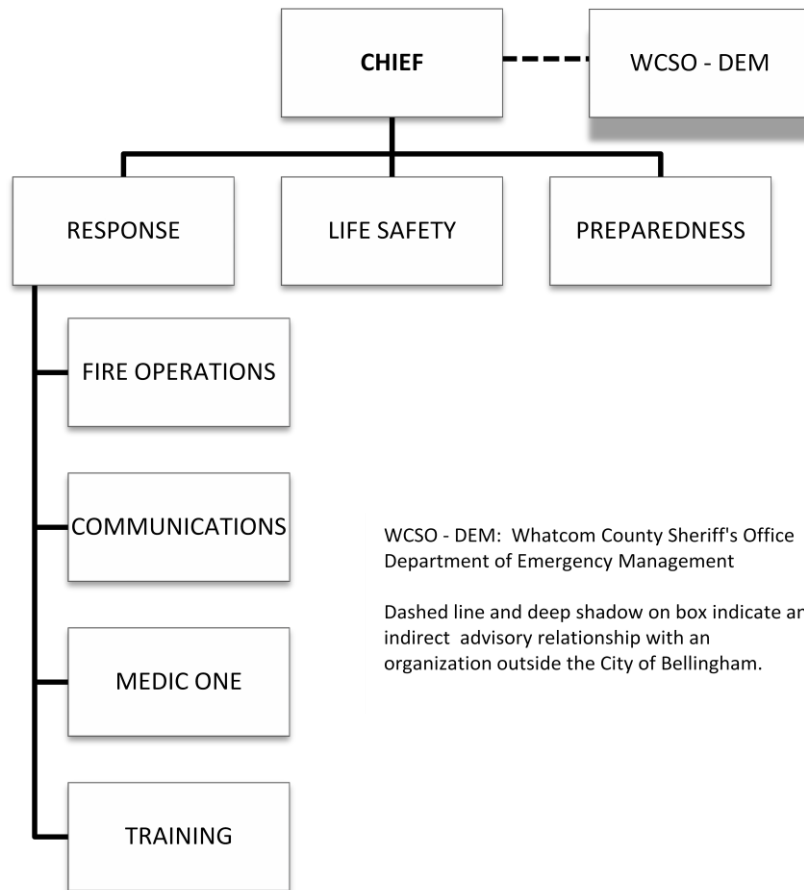 CHIEF
WCSO - DEM
RESPONSE
LIFE SAFETY
PREPAREDNESS
FIRE OPERATIONS
COMMUNICATIONS
MEDIC ONE
TRAINING
WCSO - DEM: Whatcom County Sheriff's Office
Department of Emergency Management
Dashed line and deep shadow on box indicate an
indirect advisory relationship with an
organization outside the City of Bellingham.